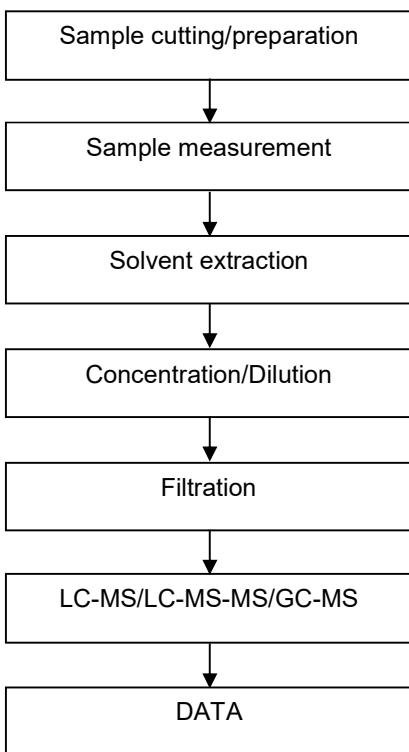 Sample cutting/preparation
Sample measurement
Solvent extraction
Concentration/Dilution
Filtration
LC-MS/LC-MS-MS/GC-MS
DATA